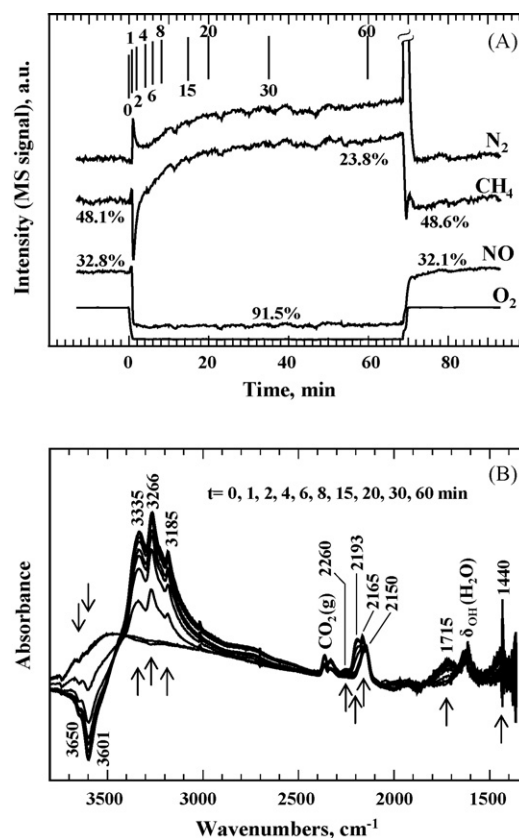 (A)
1 4 8 20 60
0 2 6 15 30
Intensity (MS signal), a.u.
N2
23.8%
CH4
48.1%
48.6%
32.8%
NO
32.1%
O2
91.5%
0 20 40 60 80
Time, min
(B)
t= 0, 1, 2, 4, 6, 8, 15, 20, 30, 60 min
3335
3266
3185
Absorbance
CO2(g)
2260
2193
2165
2150
1715
δOH(H2O)
1440
3650
3601
3500 3000 2500 2000 1500
Wavenumbers, cm-1